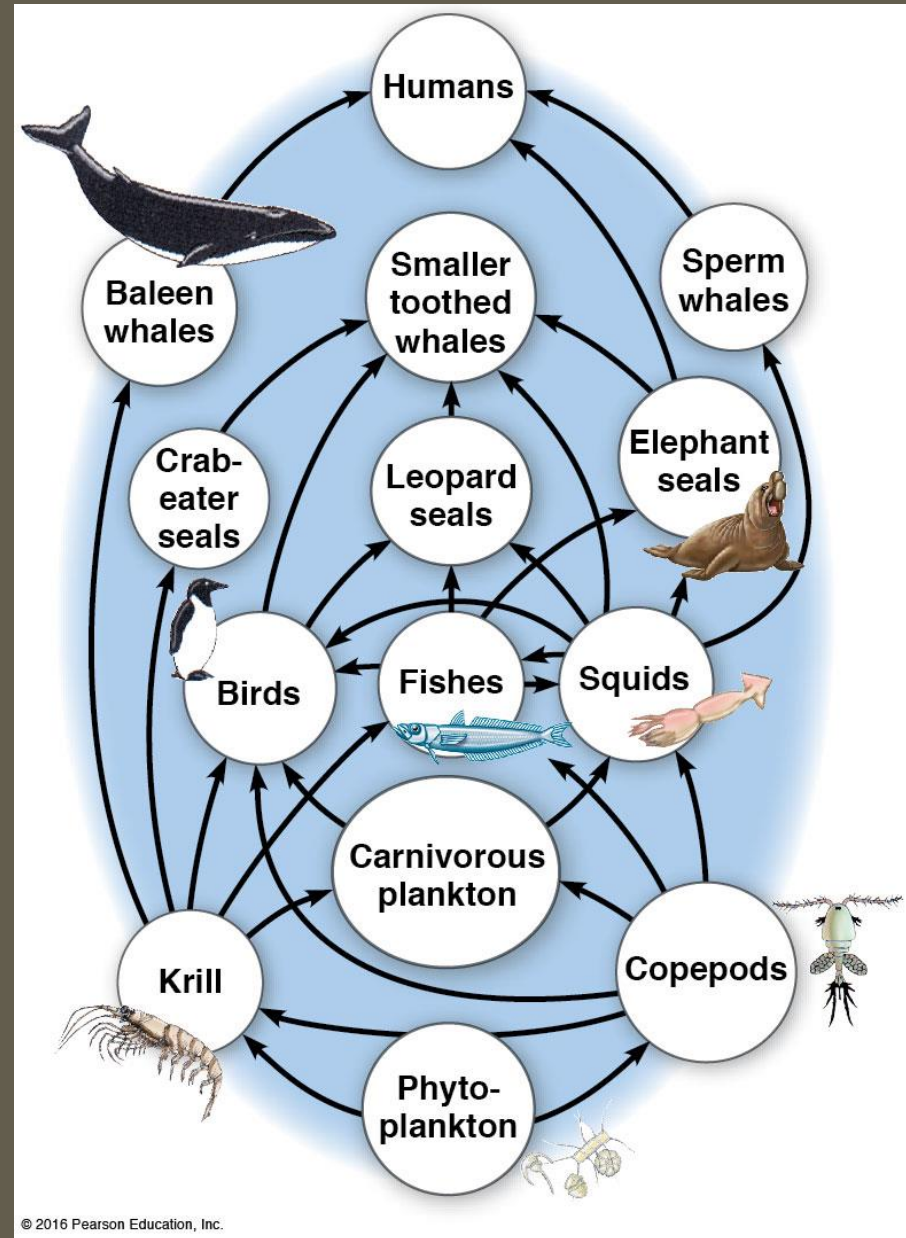 Humans
Smaller
toothed
whales
Sperm
whales
Baleen
whales
Crab-
eater
seals
Leopard
seals
Elephant
seals
Birds
Fishes
Squids
Carnivorous
plankton
Krill
Copepods
Phyto-
plankton
© 2016 Pearson Education, Inc.